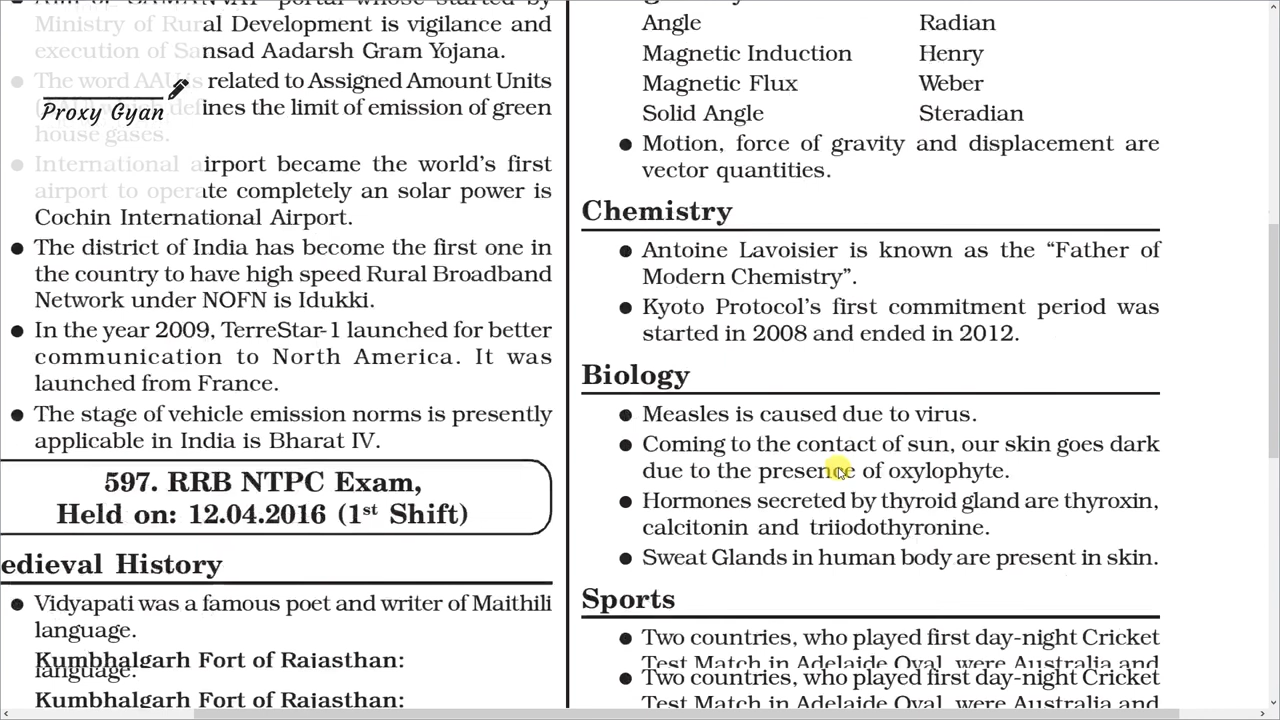 Ministry of Rural Development is vigilance and
execution of Sansad Aadarsh Gram Yojana.
The word AAU is related to Assigned Amount Units
defines the limit of emission of green
house gases.
Proxy Gyan
International airport became the world's first
airport to operate completely an solar power is
Cochin International Airport.
The district of India has become the first one in
the country to have high speed Rural Broadband
Network under NOFN is Idukki.
In the year 2009, TerreStar-1 launched for better
communication to North America. It was
launched from France.
The stage of vehicle emission norms is presently
applicable in India is Bharat IV.
597. RRB NTPC Exam,
Held on: 12.04.2016 (1st Shift)
edieval History
Vidyapati was a famous poet and writer of Maithili
language.
Kumbhalgarh Fort of Rajasthan:
language.
Kumbhalgarh Fort of Rajasthan:
Angle Radian
Magnetic Induction Henry
Magnetic Flux Weber
Solid Angle Steradian
Motion, force of gravity and displacement are
vector quantities.
Chemistry
Antoine Lavoisier is known as the “Father of
Modern Chemistry”.
Kyoto Protocol's first commitment period was
started in 2008 and ended in 2012.
Biology
Measles is caused due to virus.
Coming to the contact of sun, our skin goes dark
due to the presence of oxylophyte.
Hormones secreted by thyroid gland are thyroxin,
calcitonin and triiodothyronine.
Sweat Glands in human body are present in skin.
Sports
Two countries, who played first day-night Cricket
Test Match in Adelaide Oval, were Australia and
Two countries, who played first day-night Cricket
Test Match in Adelaide Oval, were Australia and